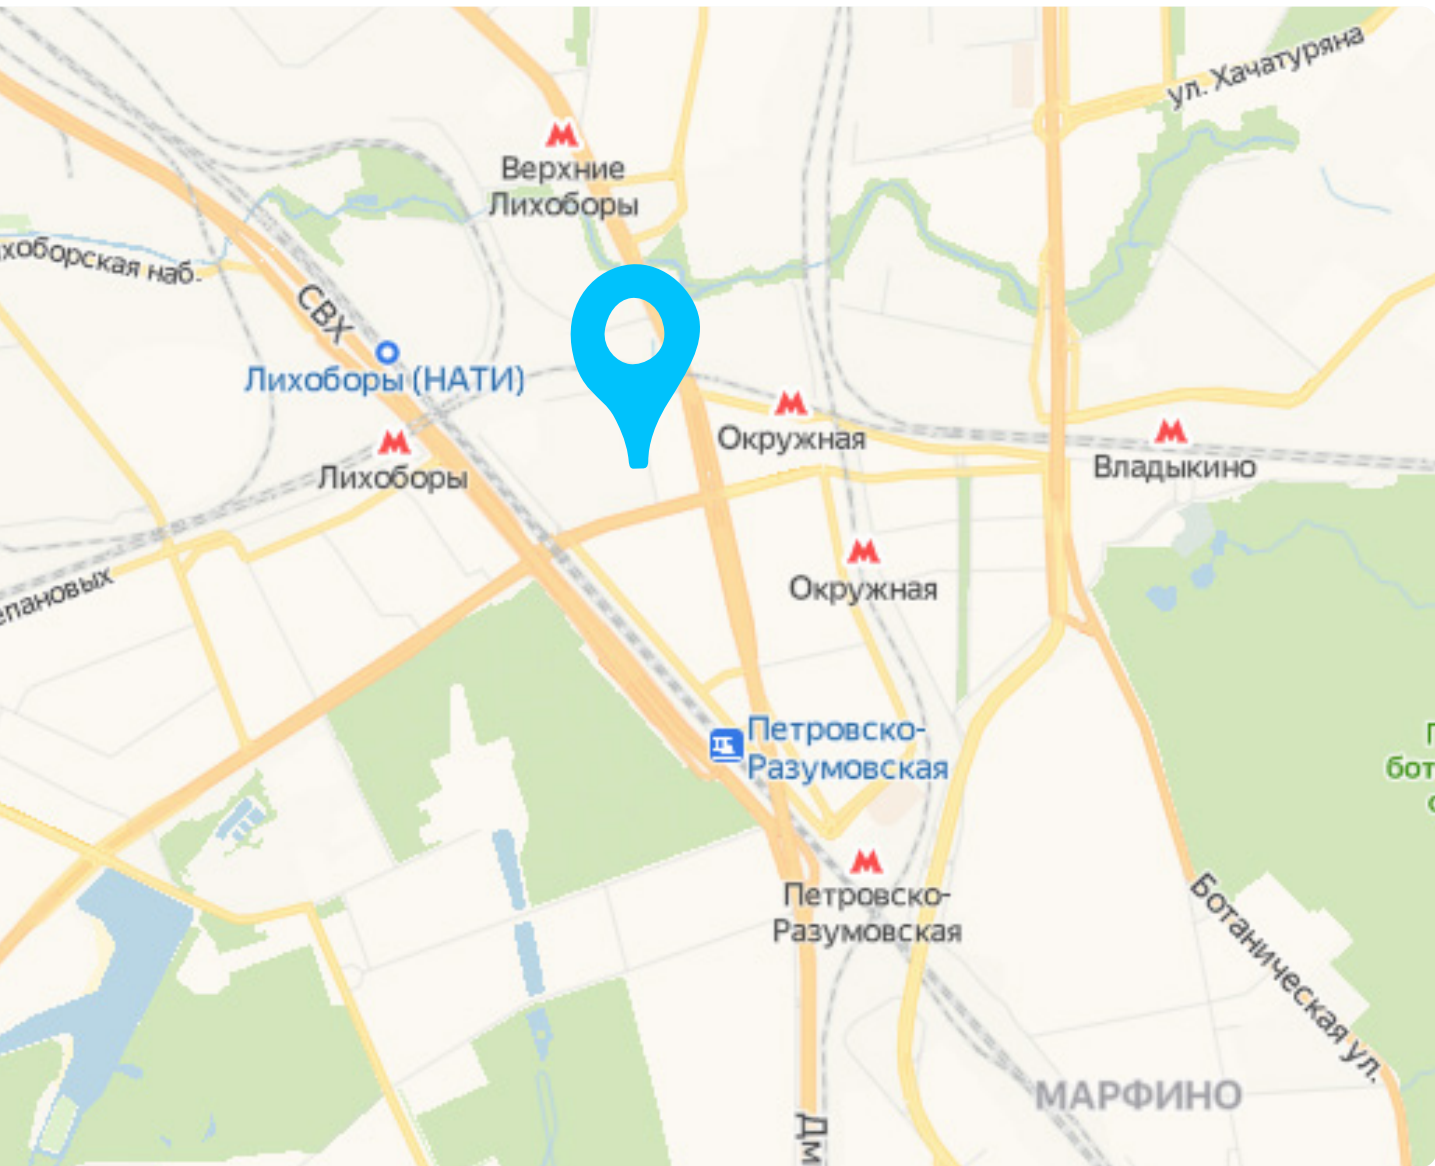 ул. Хачатуряна
Верхние
Лихоборы
хоборская наб.
СВХ
Лихоборы (НАТИ)
Окружная
Владыкино
Лихоборы
Окружная
епановых
Петровско-
Разумовская
бот
Петровско-
Разумовская
Ботаническая ул.
МАРФИНО
Дм